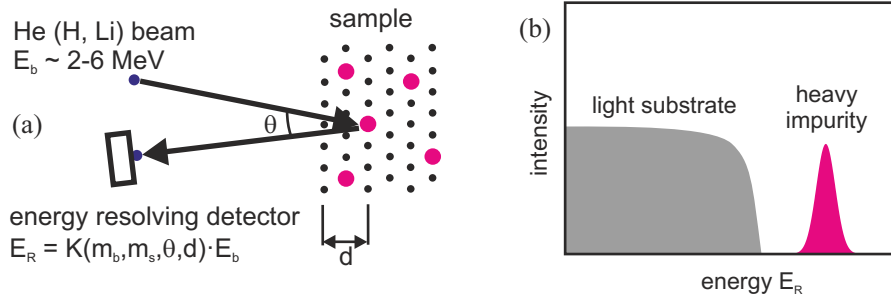 He (H, Li) beam
E_b ~ 2-6 MeV
sample
(a)
θ
energy resolving detector
E_R = K(m_b,m_s,θ,d)·E_b
d
(b)
intensity
light substrate
heavy
impurity
energy E_R